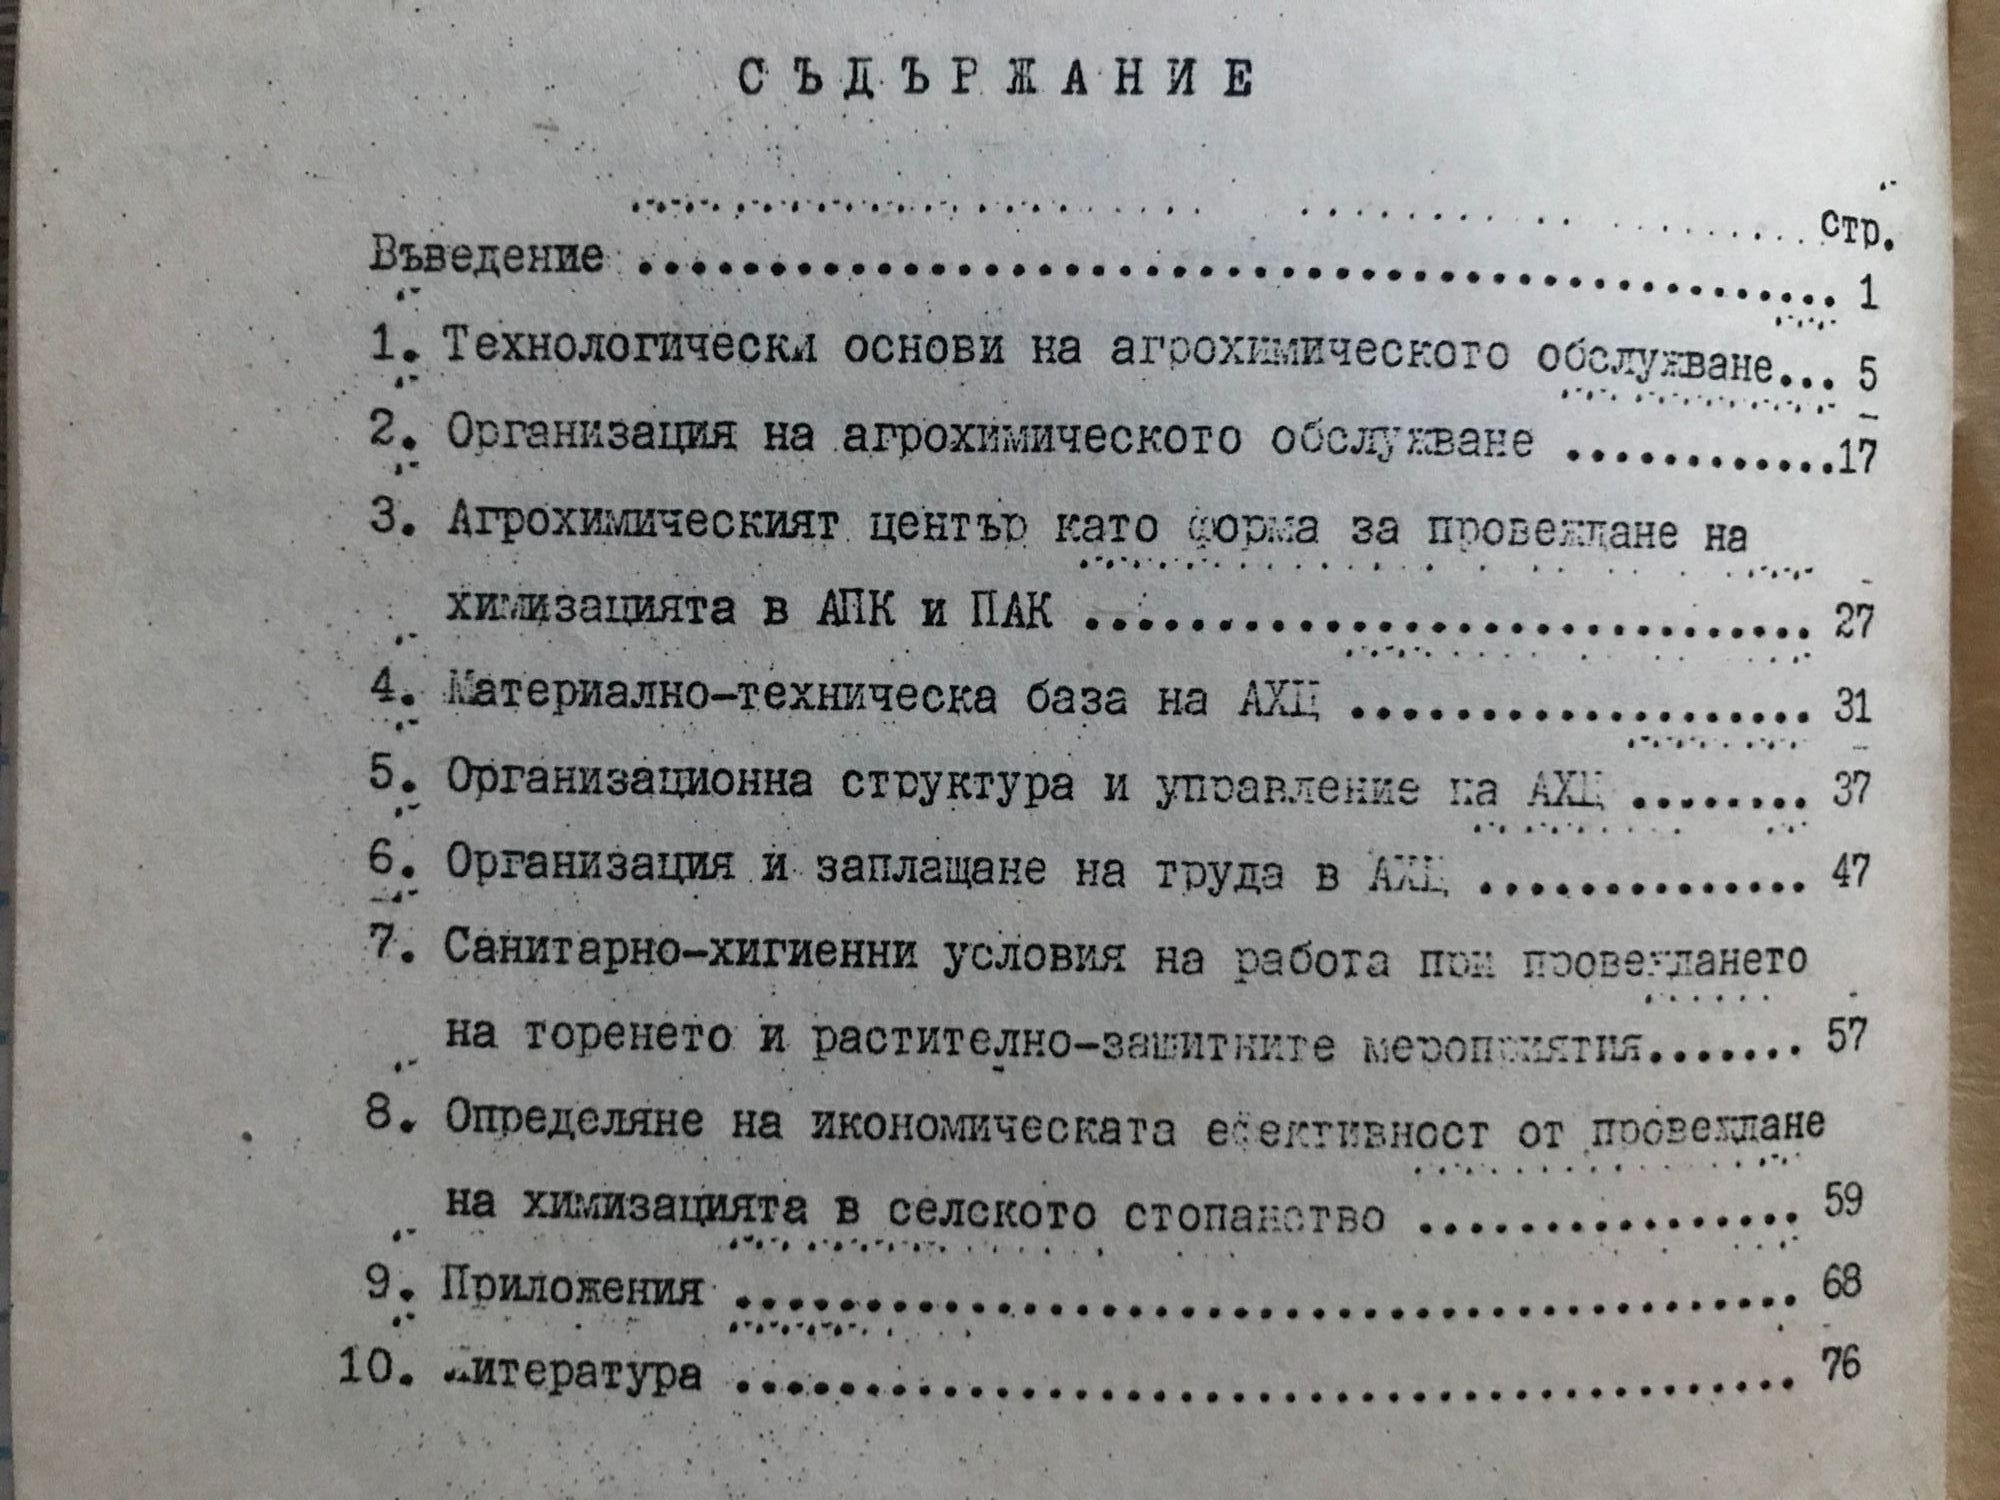 СЪДЪРЖАНИЕ
стр.
Въведение ............................................. 1
1. Технологически основи на агрохимического обслужване... 5
2. Организация на агрохимическото обслужване ...........17
3. Агрохимическият център като форма за провеждане на
химизацията в АПК и ПАК ............................ 27
4. Материално-техническа база на АХЦ .................. 31
5. Организационна структура и управление на АХЦ ....... 37
6. Организация и заплащане на труда в АХЦ ............. 47
7. Санитарно-хигиенни условия на работа при провеждането
на торенето и растително-защитните мероприятия...... 57
8. Определяне на икономическата ефективност от провеждане
на химизацията в селското стопанство ............... 59
9. Приложения ......................................... 68
10. Литература ........................................ 76